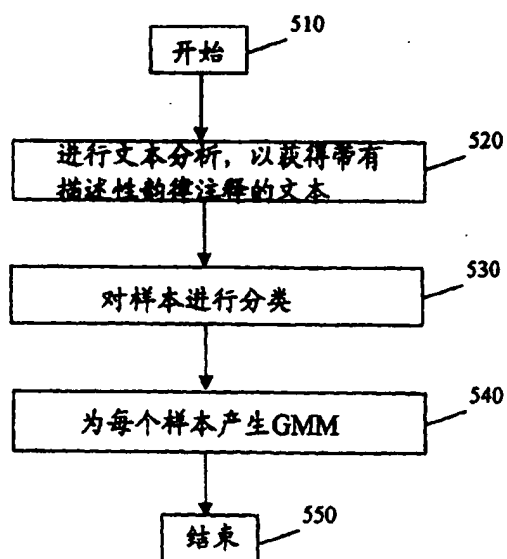 510
开始
520
进行文本分析，以获得带有
描述性韵律注释的文本
530
对样本进行分类
540
为每个样本产生GMM
550
结束